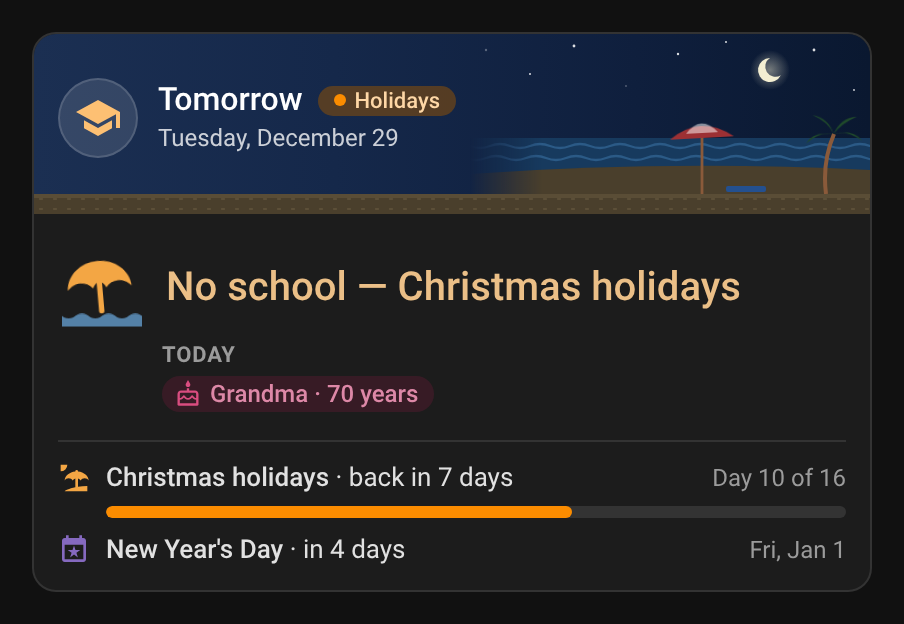 Tomorrow Holidays
Tuesday, December 29
No school — Christmas holidays
TODAY
Grandma · 70 years
Christmas holidays · back in 7 days Day 10 of 16
New Year's Day · in 4 days Fri, Jan 1